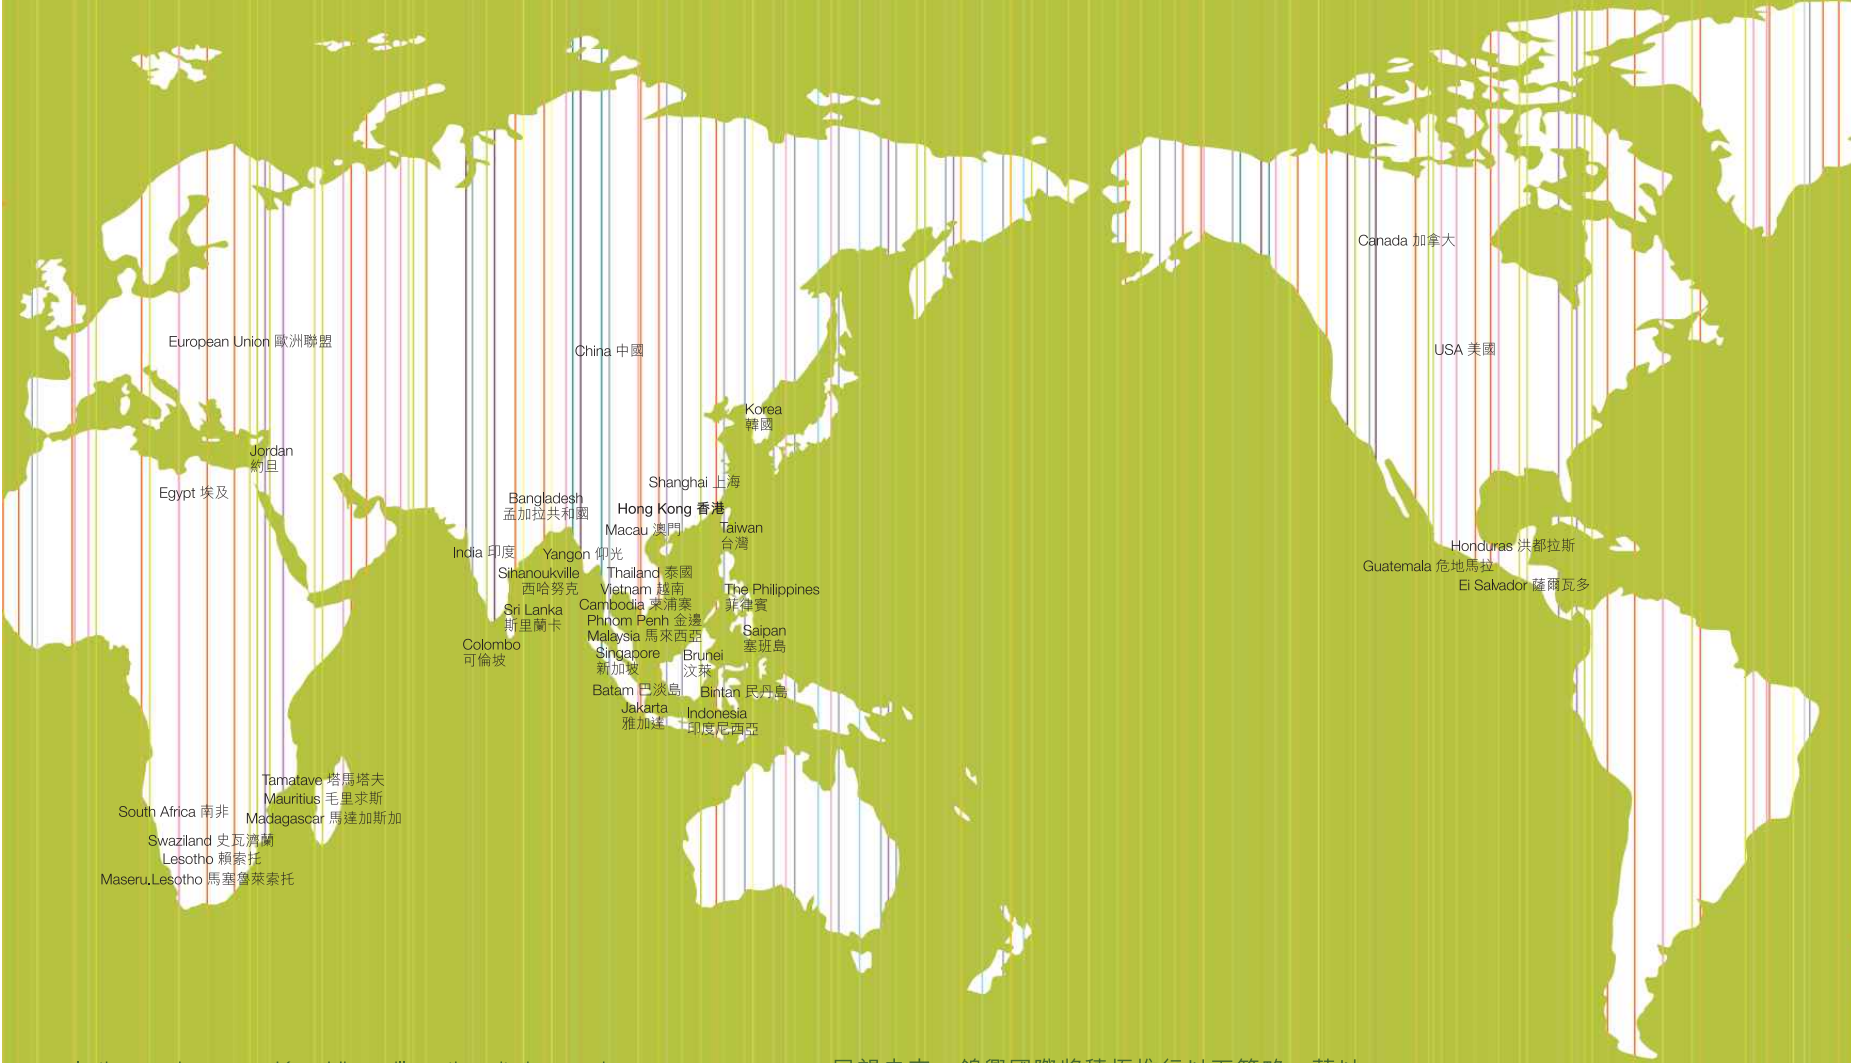 Canada 加拿大
European Union 歐洲聯盟
China 中國
USA 美國
Korea
韓國
Jordan
約旦
Egypt 埃及
Shanghai 上海
Bangladesh
孟加拉共和國
Hong Kong 香港
Macau 澳門
Taiwan
台灣
India 印度
Yangon 仰光
Honduras 洪都拉斯
Guatemala 危地馬拉
Ei Salvador 薩爾瓦多
Sihanoukville
西哈努克
Thailand 泰國
Vietnam 越南
The Philippines
菲律賓
Cambodia 柬浦寨
Sri Lanka
斯里蘭卡
Phnom Penh 金邊
Malaysia 馬來西亞
Saipan
塞班島
Colombo
可倫坡
Singapore
新加坡
Brunei
汶萊
Batam 巴淡島
Bintan 民丹島
Jakarta
雅加達
Indonesia
印度尼西亞
Tamatave 塔馬塔夫
Mauritius 毛里求斯
South Africa 南非
Madagascar 馬達加斯加
Swaziland 史瓦濟蘭
Lesotho 賴索托
Maseru.Lesotho 馬塞魯萊索托